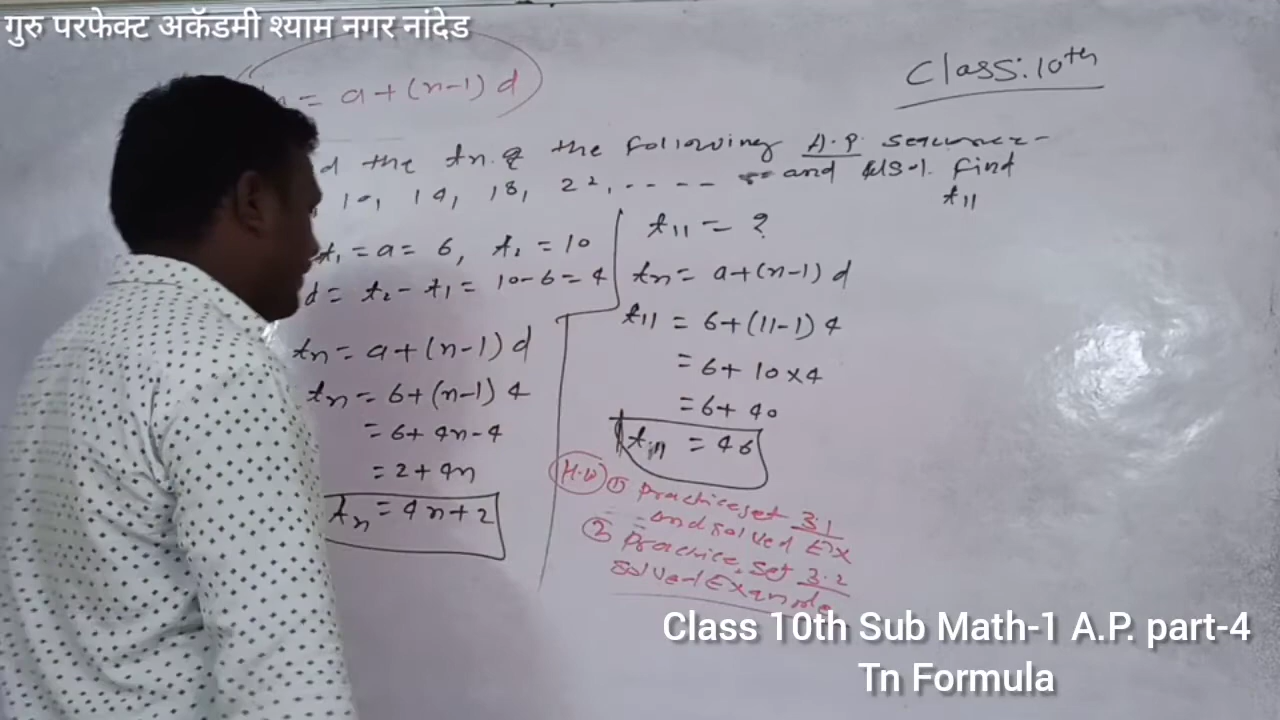 गुरु परफेक्ट अकॅडमी श्याम नगर नांदेड
Class:10th
= a+(n-1) d
the tn. of the following A.P. sequence-
10, 14, 18, 22, ----- and also find
t11
t1 = a = 6, t2 = 10
d = t2 - t1 = 10-6 = 4
tn = a+(n-1) d
tn = 6+(n-1) 4
= 6+4n-4
= 2+4n
tn = 4n+2
t11 = ?
tn = a+(n-1) d
t11 = 6+(11-1) 4
= 6+10×4
= 6+40
= 46
H.W ① Practice set 3.1
and solved Ex
② Practice set 3.2
solved Example
Class 10th Sub Math-1 A.P. part-4
Tn Formula